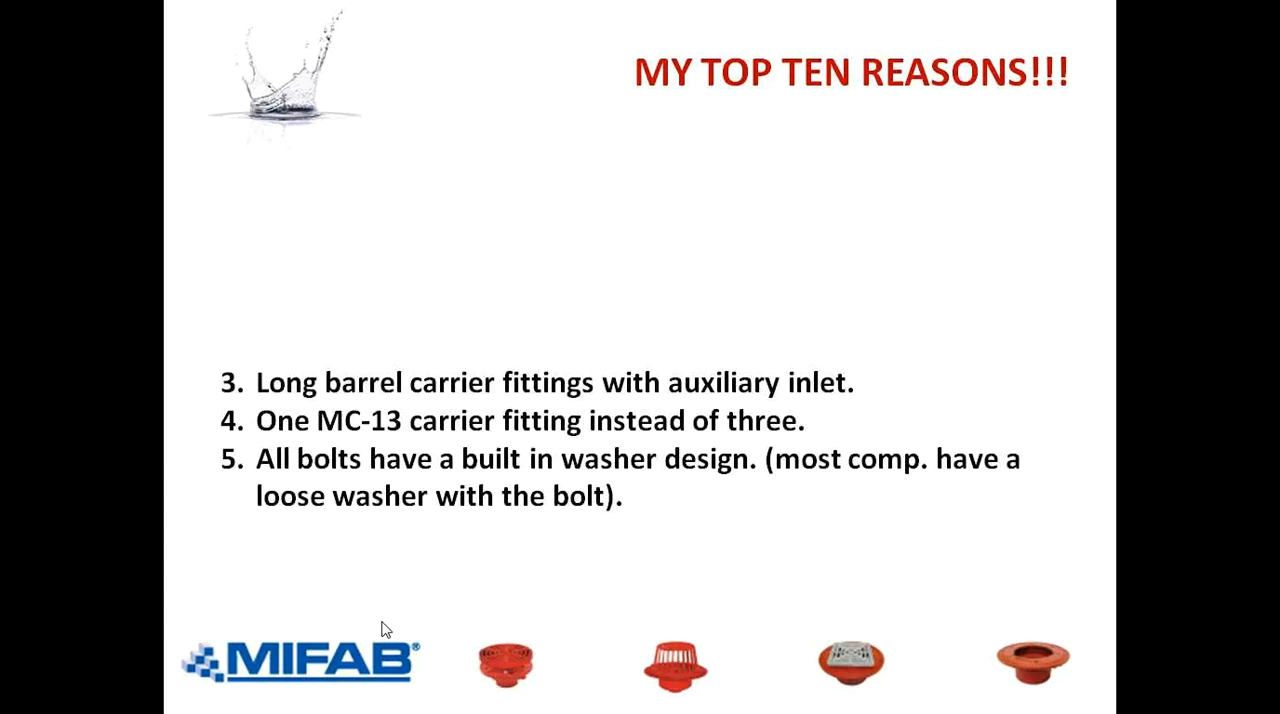 MY TOP TEN REASONS!!!
3. Long barrel carrier fittings with auxiliary inlet.
4. One MC-13 carrier fitting instead of three.
5. All bolts have a built in washer design. (most comp. have a
loose washer with the bolt).
MIFAB®